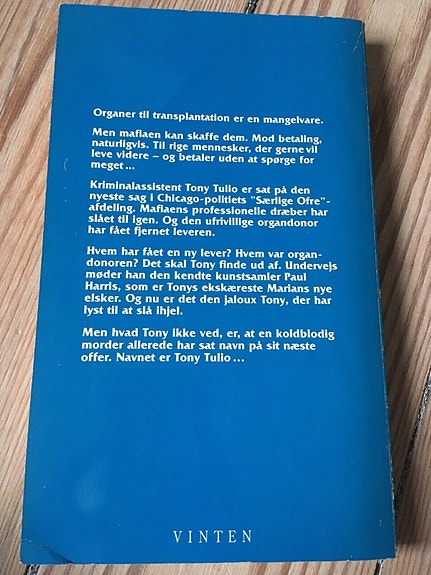 Organer til transplantation er en mangelvare.
Men mafiaen kan skaffe dem. Mod betaling,
naturligvis. Til rige mennesker, der gerne vil
leve videre – og betaler uden at spørge for
meget ...
Kriminalassistent Tony Tulio er sat på den
nyeste sag i Chicago-politiets "Særlige Ofre"-
afdeling. Mafiaens professionelle dræber har
slået til igen. Og den ufrivillige organdonor
har fået fjernet leveren.
Hvem har fået en ny lever? Hvem var organ-
donoren? Det skal Tony finde ud af. Undervejs
møder han den kendte kunstsamler Paul
Harris, som er Tonys ekskæreste Marians nye
elsker. Og nu er det den jaloux Tony, der har
lyst til at slå ihjel.
Men hvad Tony ikke ved, er, at en koldblodig
morder allerede har sat navn på sit næste
offer. Navnet er Tony Tulio ...
VINTEN